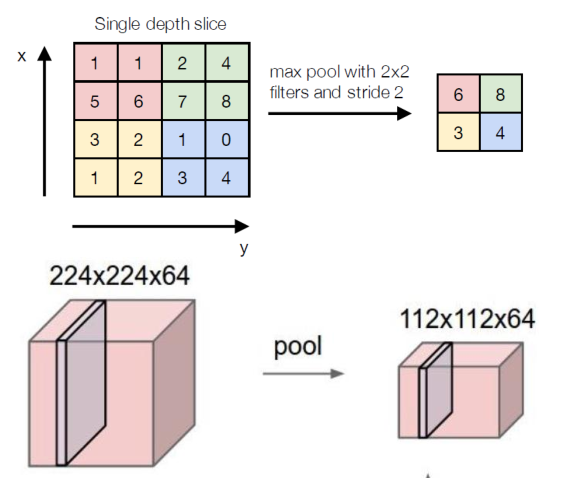 Single depth slice
x
1 1 2 4
5 6 7 8
3 2 1 0
1 2 3 4
y
max pool with 2x2
filters and stride 2
6 8
3 4
224x224x64
pool
112x112x64